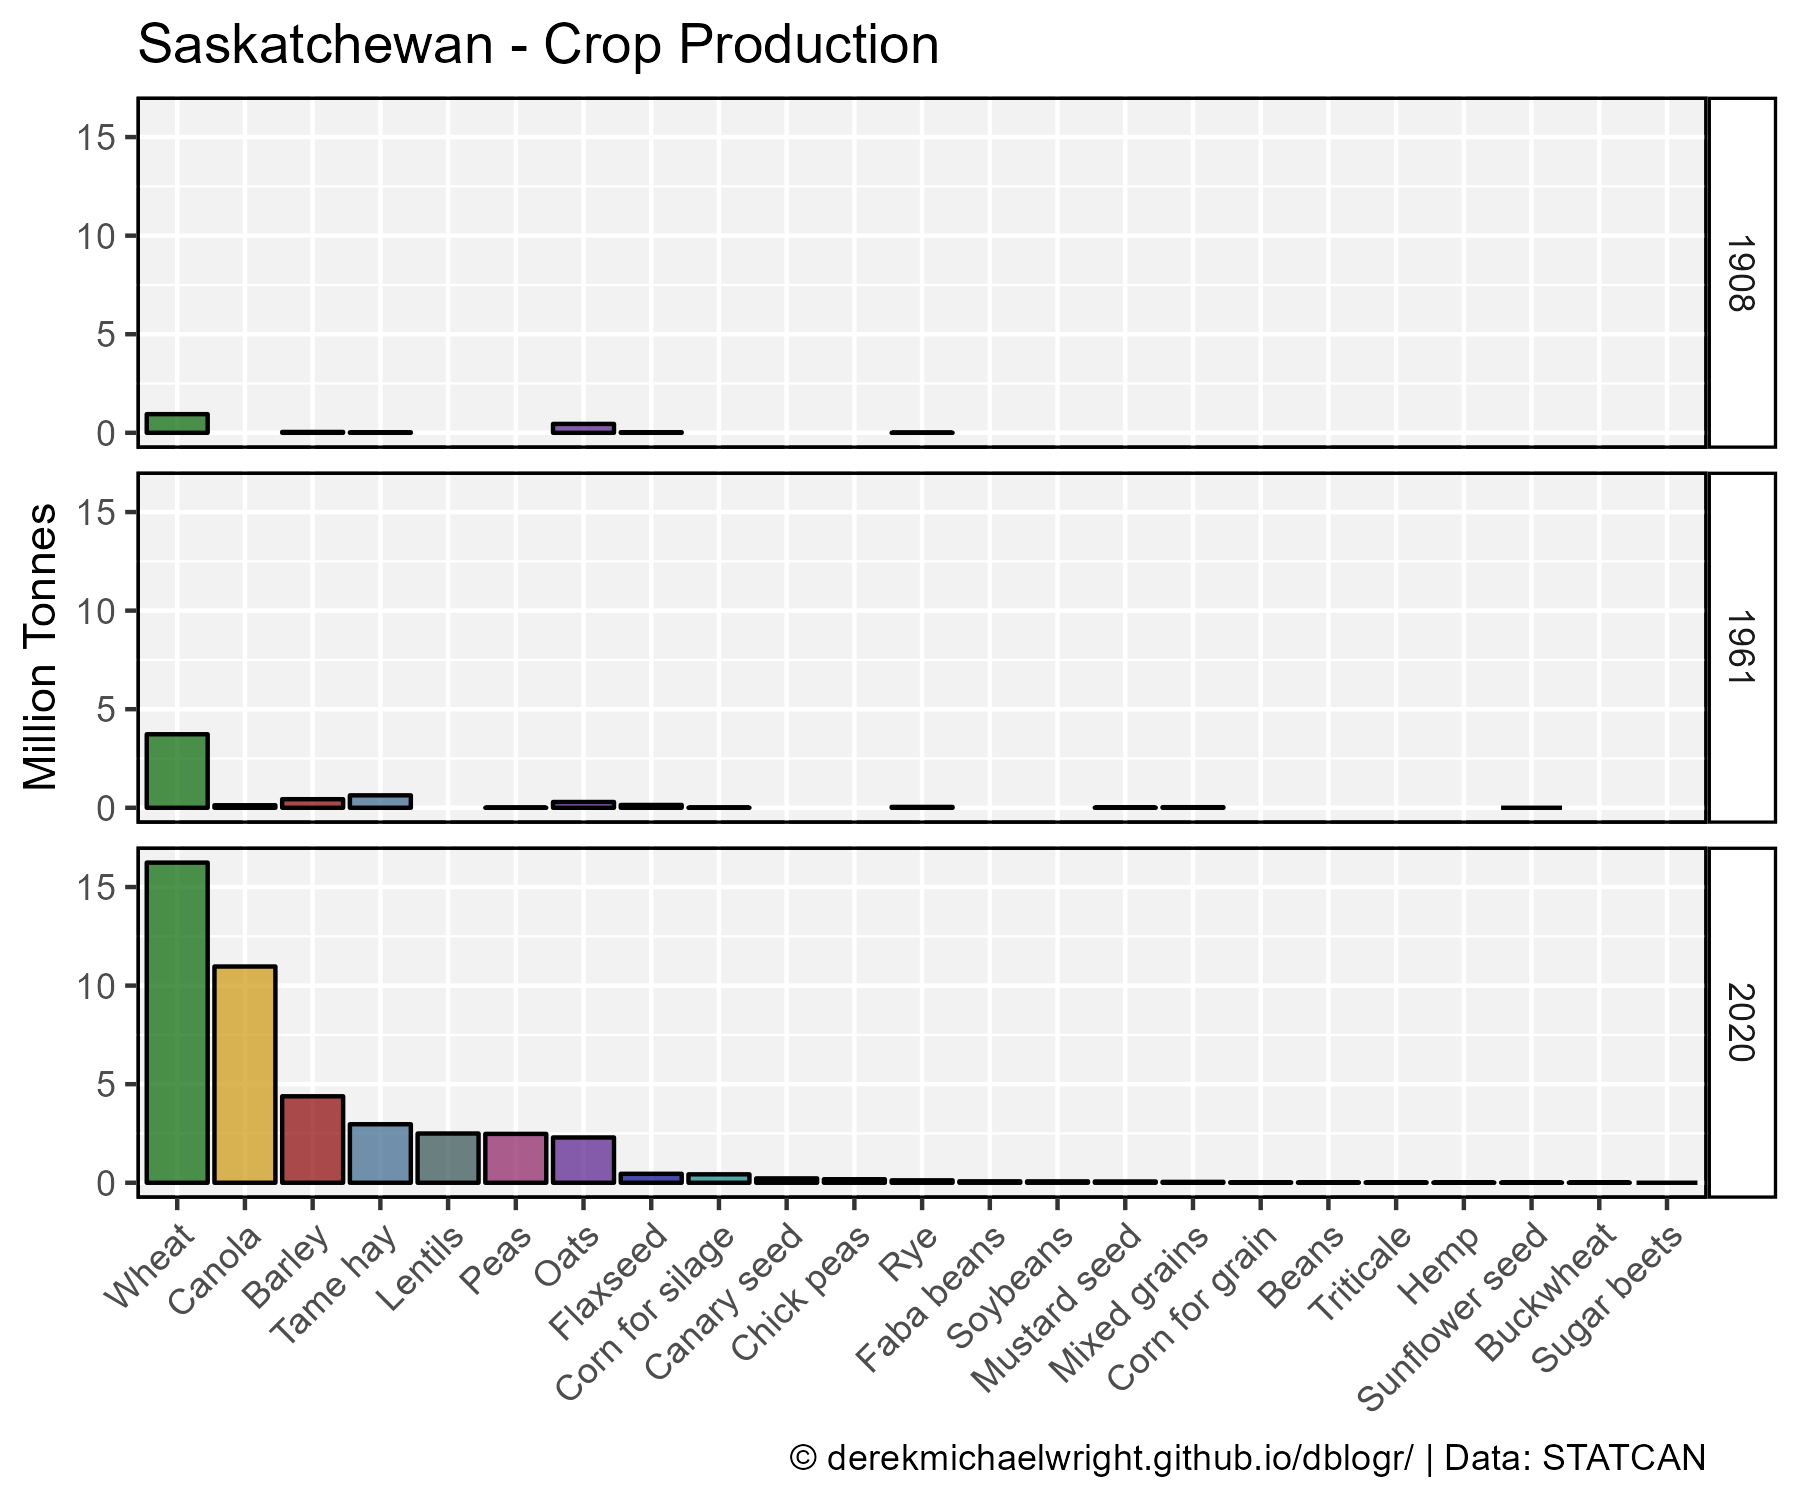 Saskatchewan - Crop Production
Million Tonnes
15
10
5
0
1908
15
10
5
0
1961
15
10
5
0
2020
Wheat
Canola
Barley
Tame hay
Lentils
Peas
Oats
Flaxseed
Corn for silage
Canary seed
Chick peas
Rye
Faba beans
Soybeans
Mustard seed
Mixed grains
Corn for grain
Beans
Triticale
Hemp
Sunflower seed
Buckwheat
Sugar beets
© derekmichaelwright.github.io/dblogr/ | Data: STATCAN